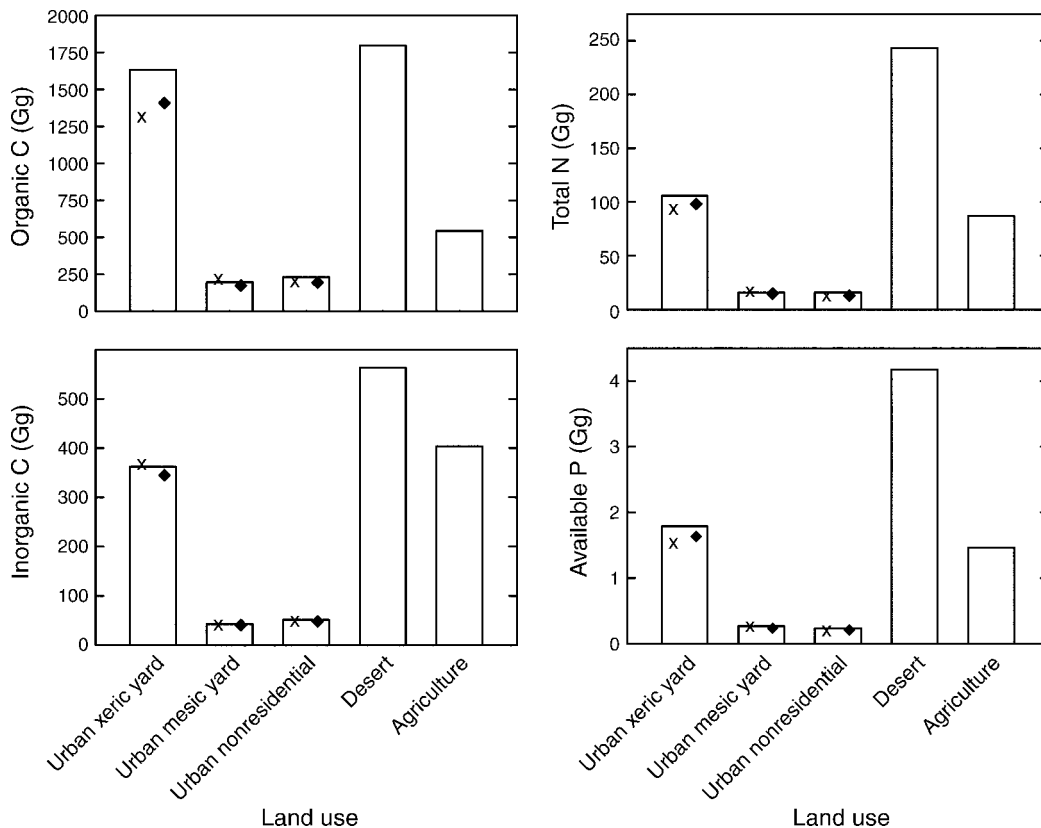 Organic C (Gg)
2000
1750
1500
1250
1000
750
500
250
0
x
x
x
Total N (Gg)
250
200
150
100
50
0
x
x
x
Inorganic C (Gg)
500
400
300
200
100
0
x
x
x
Urban xeric yard
Urban mesic yard
Urban nonresidential
Desert
Agriculture
Land use
Available P (Gg)
4
3
2
1
0
x
x
x
Urban xeric yard
Urban mesic yard
Urban nonresidential
Desert
Agriculture
Land use